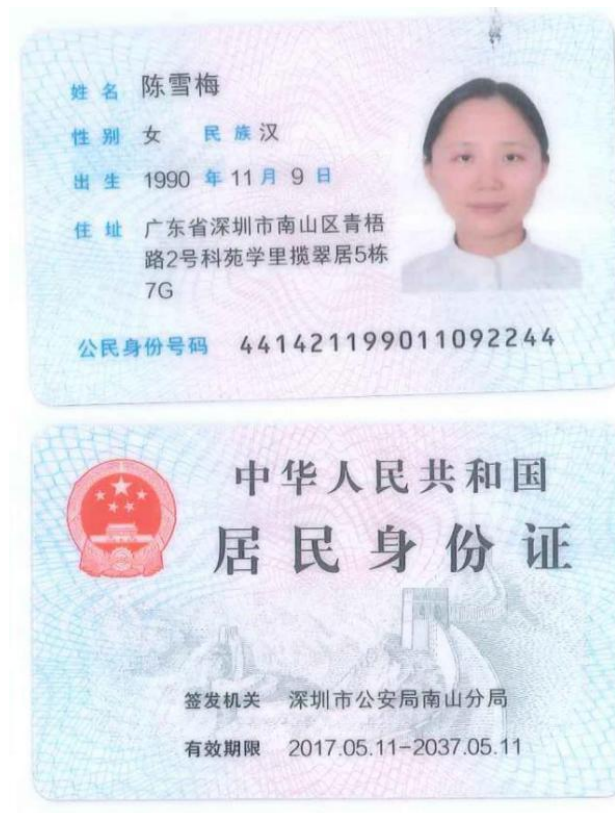 姓名 陈雪梅
性别 女 民族 汉
出生 1990 年 11 月 9 日
住址 广东省深圳市南山区青梧
路2号科苑学里揽翠居5栋
7G
公民身份号码 441421199011092244
中华人民共和国
居民身份证
签发机关 深圳市公安局南山分局
有效期限 2017.05.11-2037.05.11